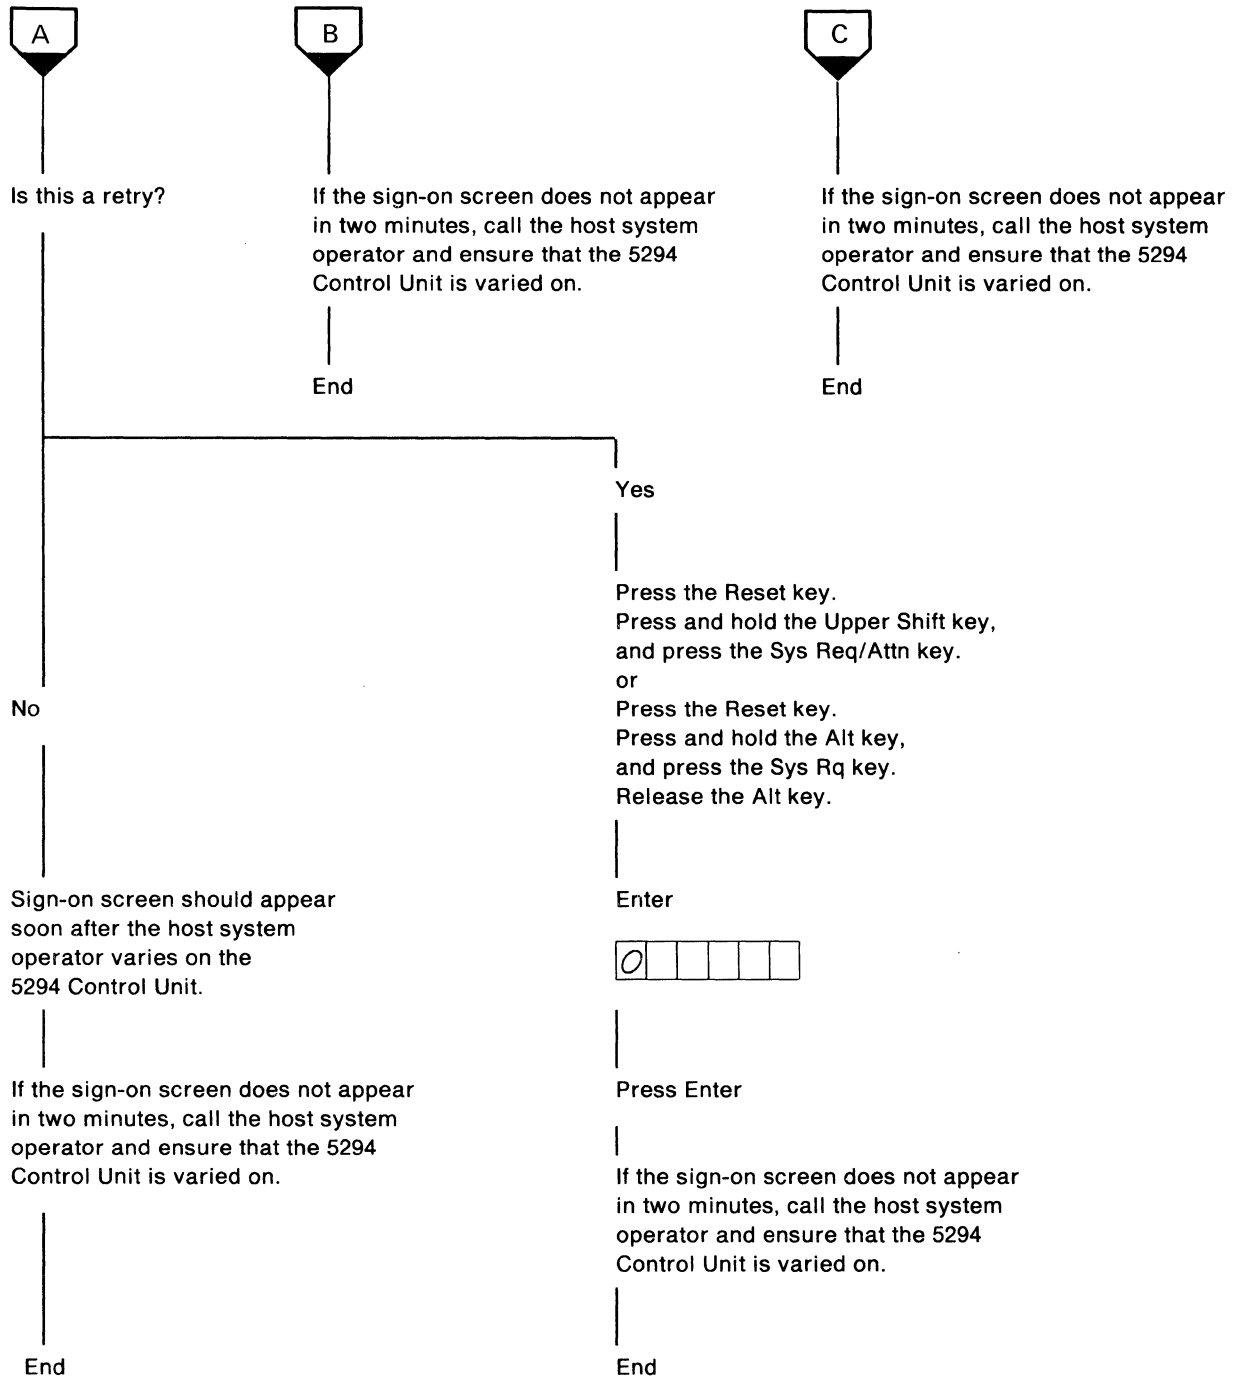 A
B
C
Is this a retry?
If the sign-on screen does not appear
in two minutes, call the host system
operator and ensure that the 5294
Control Unit is varied on.
End
If the sign-on screen does not appear
in two minutes, call the host system
operator and ensure that the 5294
Control Unit is varied on.
End
Yes
Press the Reset key.
Press and hold the Upper Shift key,
and press the Sys Req/Attn key.
or
Press the Reset key.
Press and hold the Alt key,
and press the Sys Rq key.
Release the Alt key.
Enter
0
Press Enter
If the sign-on screen does not appear
in two minutes, call the host system
operator and ensure that the 5294
Control Unit is varied on.
End
No
Sign-on screen should appear
soon after the host system
operator varies on the
5294 Control Unit.
If the sign-on screen does not appear
in two minutes, call the host system
operator and ensure that the 5294
Control Unit is varied on.
End